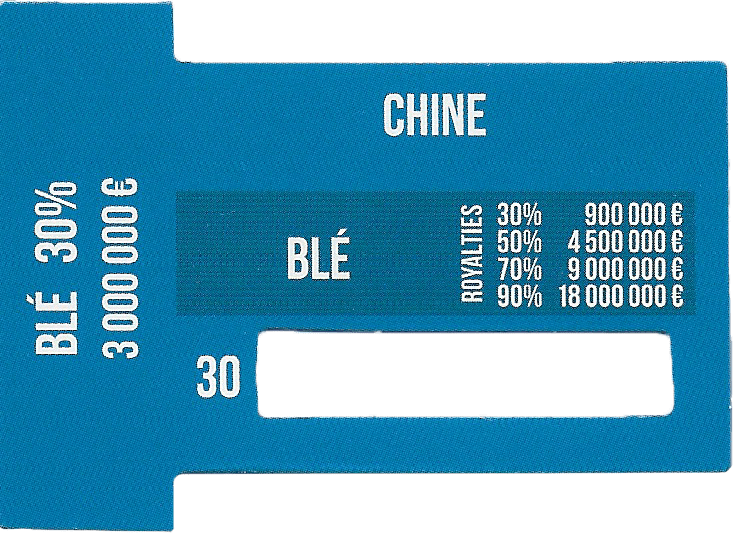 BLÉ 30%
3 000 000 €
CHINE
BLÉ
ROYALTIES
30% 900 000 €
50% 4 500 000 €
70% 9 000 000 €
90% 18 000 000 €
30